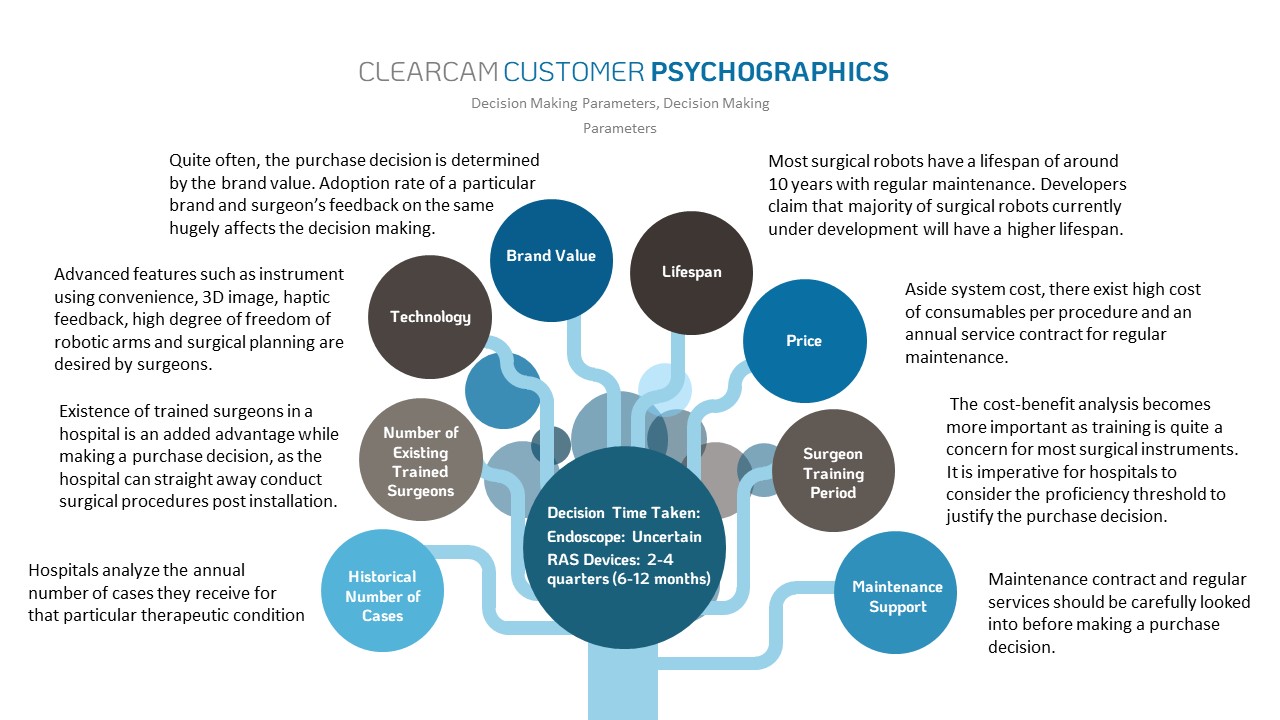 CLEARCAM CUSTOMER PSYCHOGRAPHICS
Decision Making Parameters, Decision Making
Parameters
Quite often, the purchase decision is determined
by the brand value. Adoption rate of a particular
brand and surgeon's feedback on the same
hugely affects the decision making.
Most surgical robots have a lifespan of around
10 years with regular maintenance. Developers
claim that majority of surgical robots currently
under development will have a higher lifespan.
Brand Value
Lifespan
Advanced features such as instrument
using convenience, 3D image, haptic
feedback, high degree of freedom of
robotic arms and surgical planning are
desired by surgeons.
Technology
Price
Aside system cost, there exist high cost
of consumables per procedure and an
annual service contract for regular
maintenance.
Existence of trained surgeons in a
hospital is an added advantage while
making a purchase decision, as the
hospital can straight away conduct
surgical procedures post installation.
Number of
Existing
Trained
Surgeons
Surgeon
Training
Period
The cost-benefit analysis becomes
more important as training is quite a
concern for most surgical instruments.
It is imperative for hospitals to
consider the proficiency threshold to
justify the purchase decision.
Decision Time Taken:
Endoscope: Uncertain
RAS Devices: 2-4
quarters (6-12 months)
Hospitals analyze the annual
number of cases they receive for
that particular therapeutic condition
Historical
Number of
Cases
Maintenance
Support
Maintenance contract and regular
services should be carefully looked
into before making a purchase
decision.